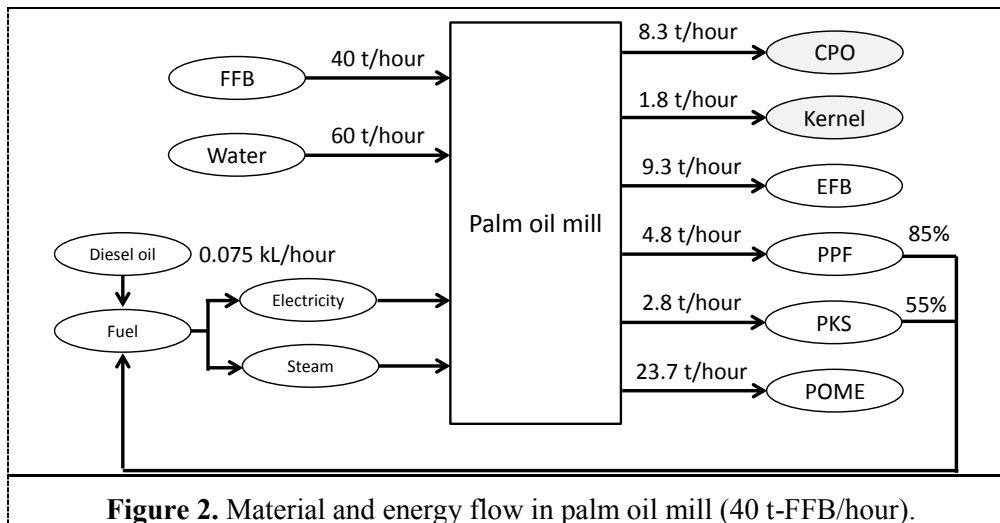 8.3 t/hour
CPO
40 t/hour
FFB
1.8 t/hour
Kernel
60 t/hour
Water
9.3 t/hour
EFB
Palm oil mill
4.8 t/hour
PPF
85%
Diesel oil
0.075 kL/hour
Electricity
2.8 t/hour
PKS
55%
Fuel
Steam
23.7 t/hour
POME
Figure 2. Material and energy flow in palm oil mill (40 t-FFB/hour).